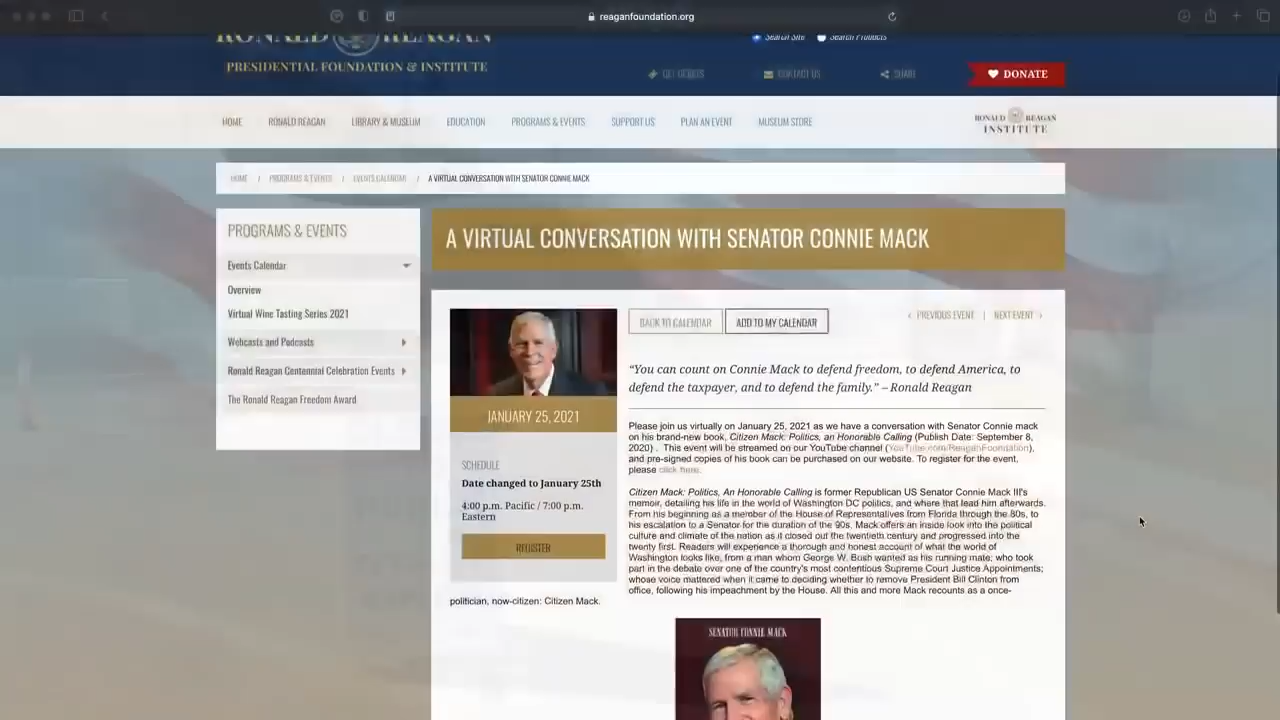 reaganfoundation.org
RONALD REAGAN
PRESIDENTIAL FOUNDATION & INSTITUTE
Search Site Search Products
GET TICKETS CONTACT US SHARE DONATE
HOME RONALD REAGAN LIBRARY & MUSEUM EDUCATION PROGRAMS & EVENTS SUPPORT US PLAN AN EVENT MUSEUM STORE
RONALD REAGAN
INSTITUTE
HOME / PROGRAMS & EVENTS / EVENTS CALENDAR / A VIRTUAL CONVERSATION WITH SENATOR CONNIE MACK
PROGRAMS & EVENTS
Events Calendar
Overview
Virtual Wine Tasting Series 2021
Webcasts and Podcasts
Ronald Reagan Centennial Celebration Events
The Ronald Reagan Freedom Award
A VIRTUAL CONVERSATION WITH SENATOR CONNIE MACK
JANUARY 25, 2021
SCHEDULE
Date changed to January 25th
4:00 p.m. Pacific / 7:00 p.m.
Eastern
REGISTER
BACK TO CALENDAR ADD TO MY CALENDAR
‹ PREVIOUS EVENT | NEXT EVENT ›
“You can count on Connie Mack to defend freedom, to defend America, to
defend the taxpayer, and to defend the family.” – Ronald Reagan
Please join us virtually on January 25, 2021 as we have a conversation with Senator Connie mack
on his brand-new book, Citizen Mack: Politics, an Honorable Calling (Publish Date: September 8,
2020) . This event will be streamed on our YouTube channel (YouTube.com/ReaganFoundation),
and pre-signed copies of his book can be purchased on our website. To register for the event,
please click here.
Citizen Mack: Politics, An Honorable Calling is former Republican US Senator Connie Mack III's
memoir, detailing his life in the world of Washington DC politics, and where that lead him afterwards.
From his beginning as a member of the House of Representatives from Florida through the 80s, to
his escalation to a Senator for the duration of the 90s. Mack offers an inside look into the political
culture and climate of the nation as it closed out the twentieth century and progressed into the
twenty first. Readers will experience a thorough and honest account of what the world of
Washington looks like, from a man whom George W. Bush wanted as his running mate; who took
part in the debate over one of the country's most contentious Supreme Court Justice Appointments;
whose voice mattered when it came to deciding whether to remove President Bill Clinton from
office, following his impeachment by the House. All this and more Mack recounts as a once-
politician, now-citizen: Citizen Mack.
SENATOR CONNIE MACK